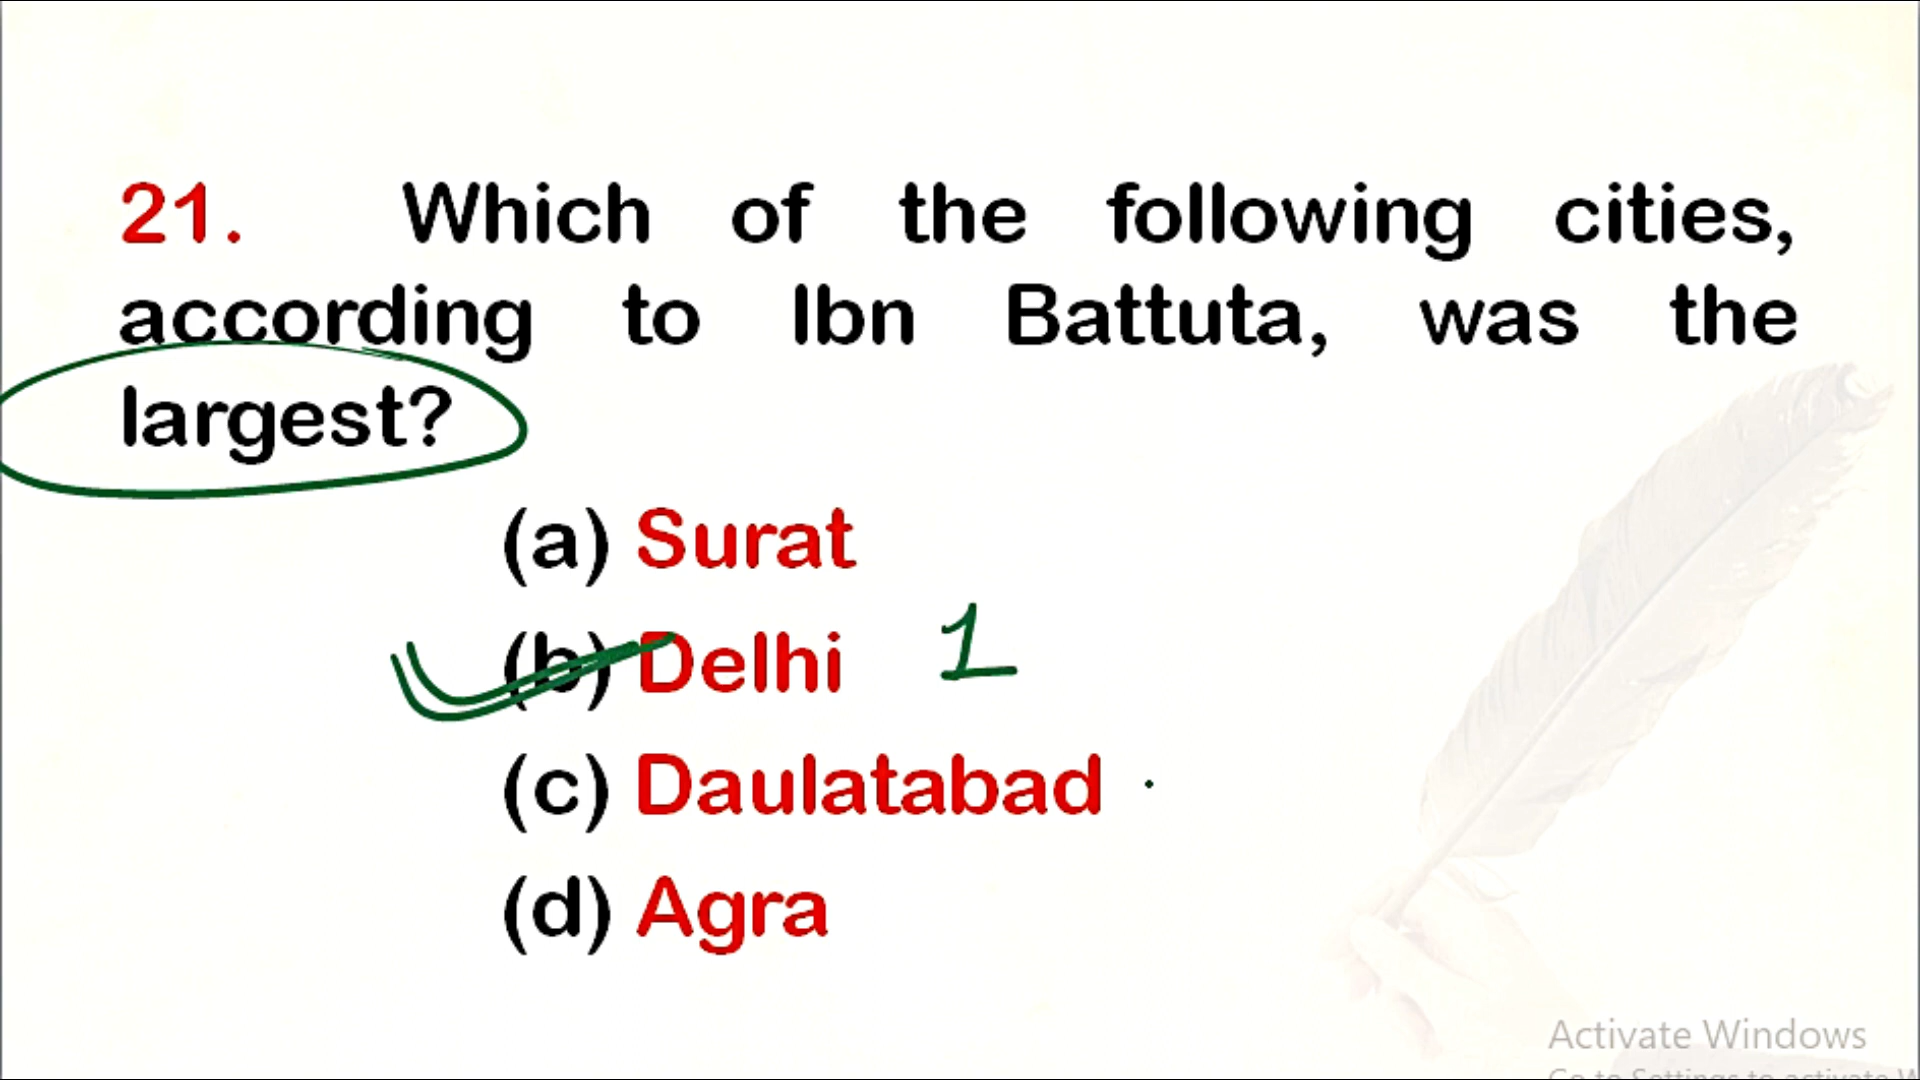 21. Which of the following cities,
according to Ibn Battuta, was the
largest?
(a) Surat
(b) Delhi 1
(c) Daulatabad
(d) Agra
Activate Windows
Go to Settings to activate W